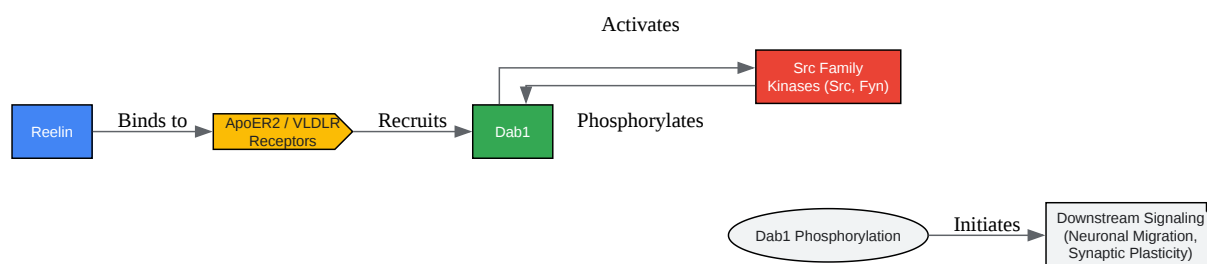 Activates
Src Family
Kinases (Src, Fyn)
Reelin
Binds to
ApoER2 / VLDLR
Receptors
Recruits
Dab1
Phosphorylates
Dab1 Phosphorylation
Initiates
Downstream Signaling
(Neuronal Migration,
Synaptic Plasticity)